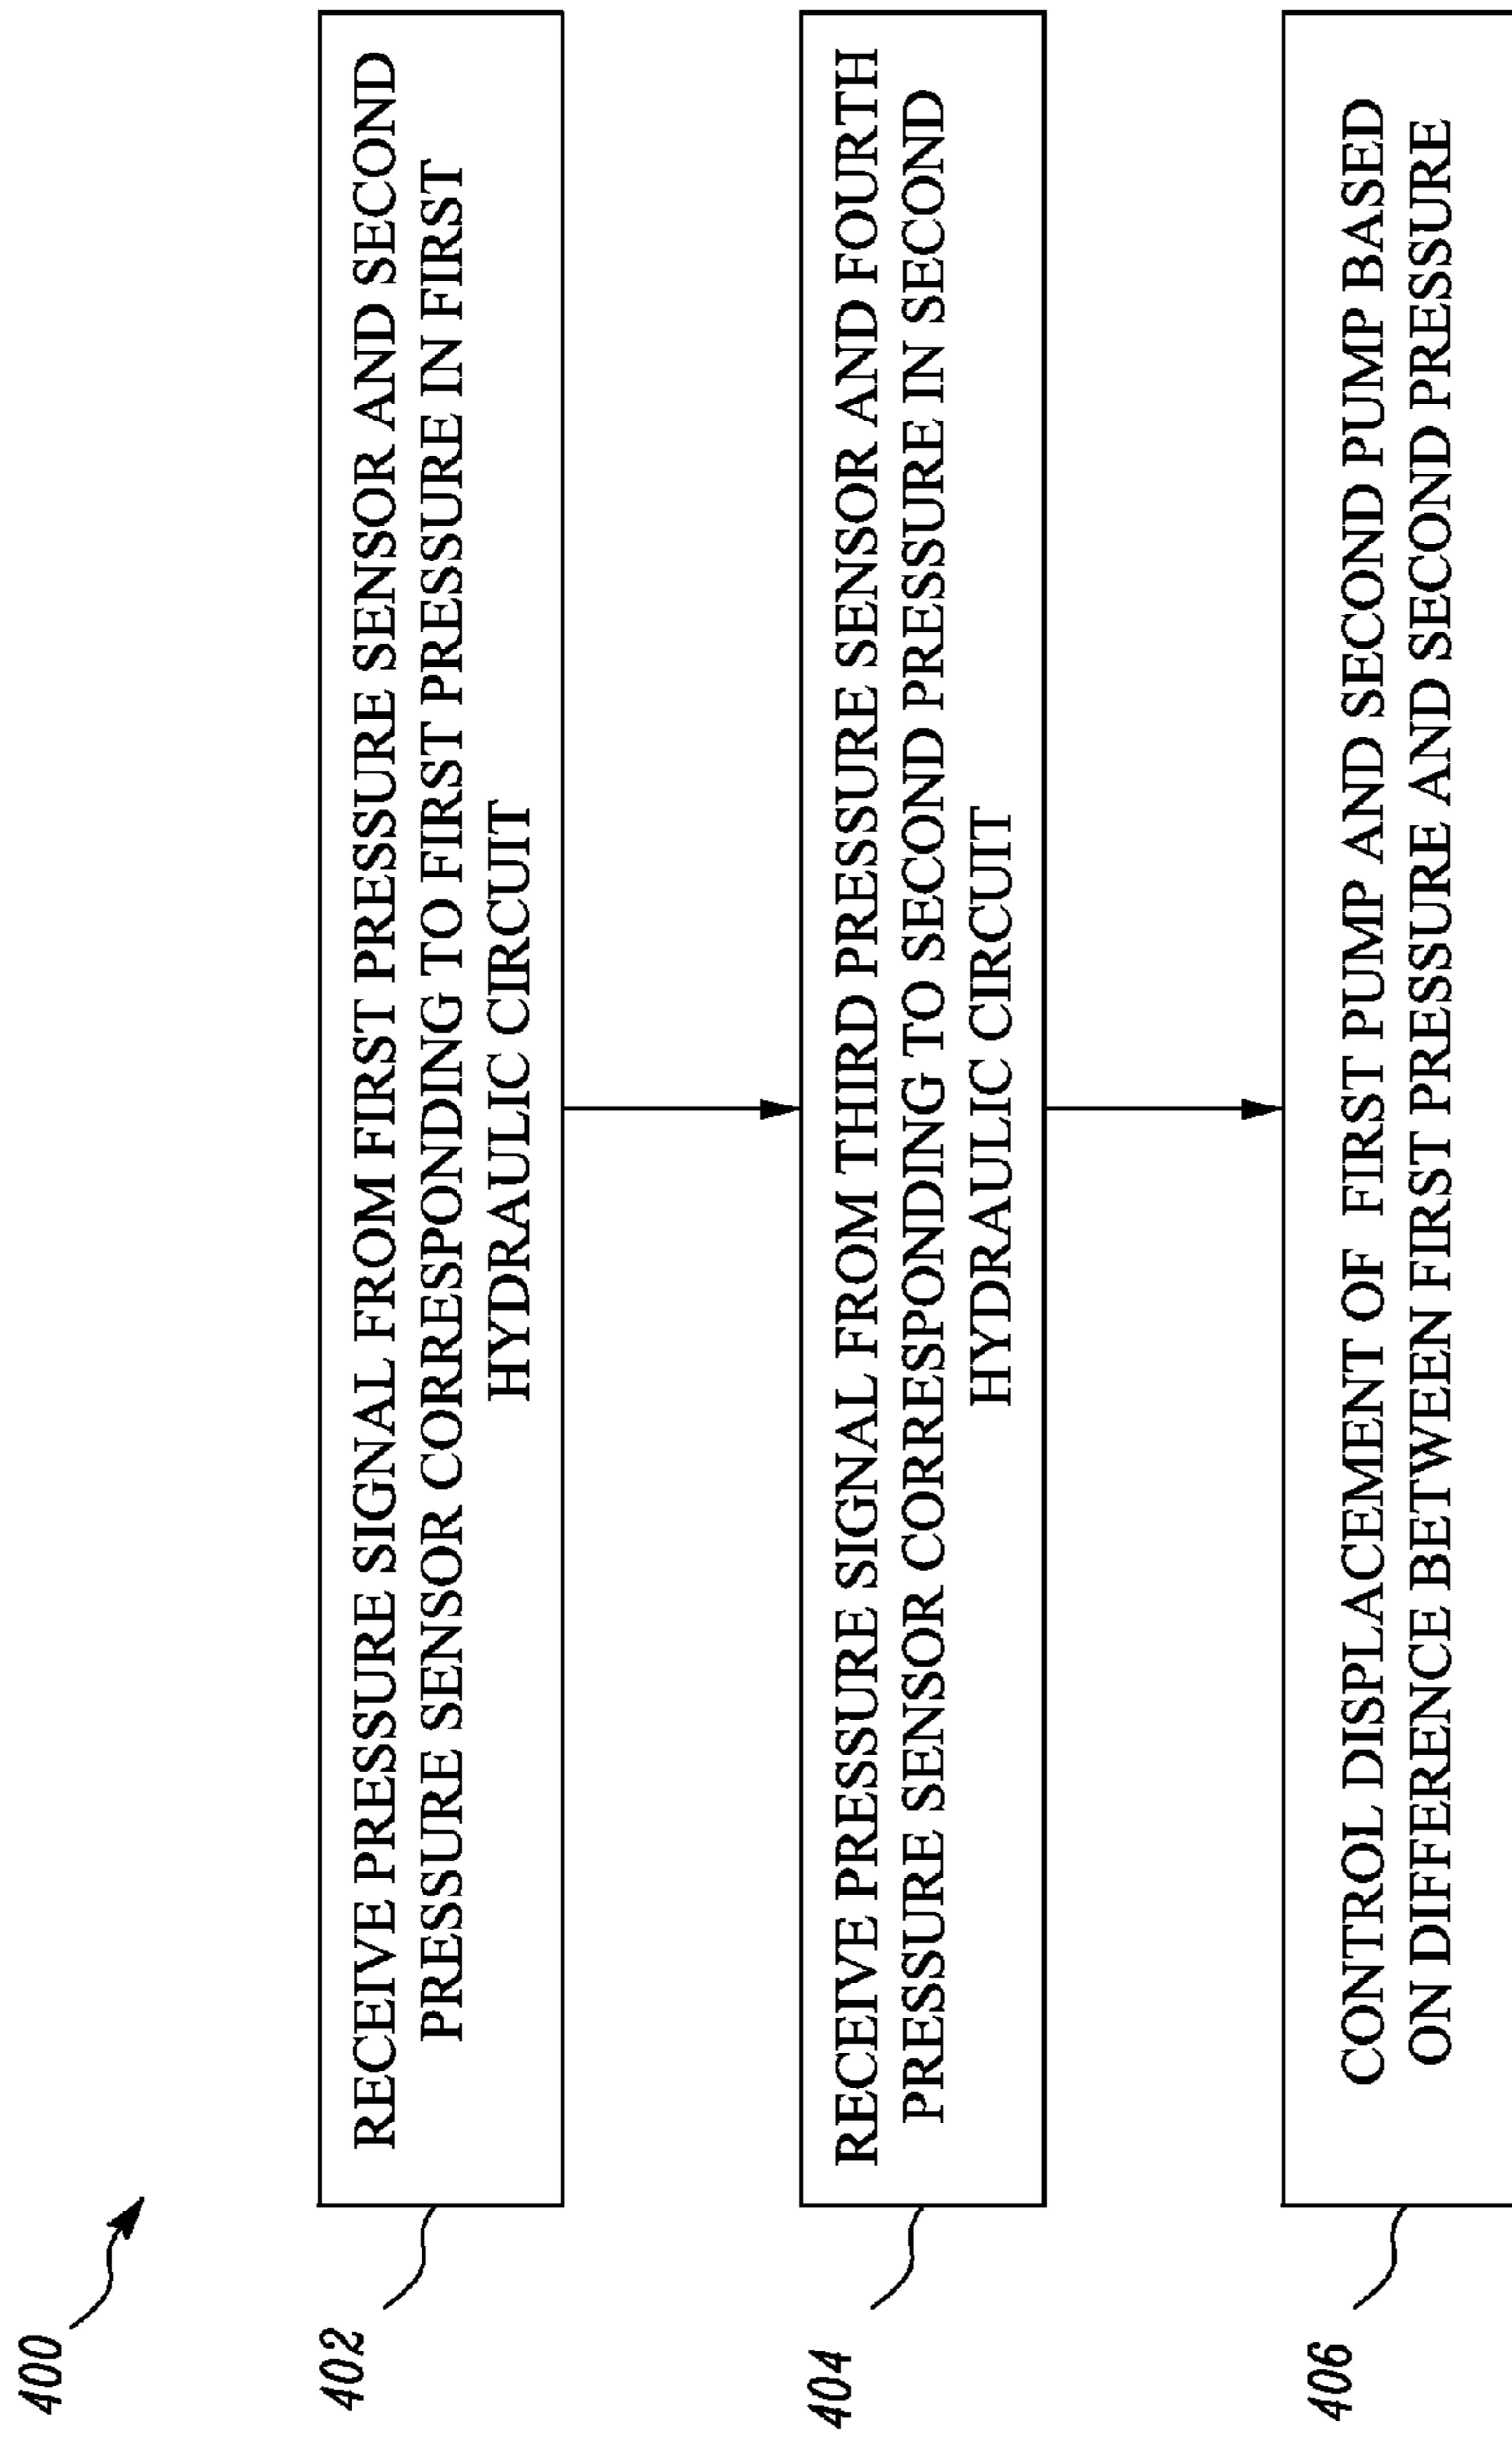 400
402
RECEIVE PRESSURE SIGNAL FROM FIRST PRESSURE SENSOR AND SECOND
PRESSURE SENSOR CORRESPONDING TO FIRST PRESSURE IN FIRST
HYDRAULIC CIRCUIT
404
RECEIVE PRESSURE SIGNAL FROM THIRD PRESSURE SENSOR AND FOURTH
PRESSURE SENSOR CORRESPONDING TO SECOND PRESSURE IN SECOND
HYDRAULIC CIRCUIT
406
CONTROL DISPLACEMENT OF FIRST PUMP AND SECOND PUMP BASED
ON DIFFERENCE BETWEEN FIRST PRESSURE AND SECOND PRESSURE